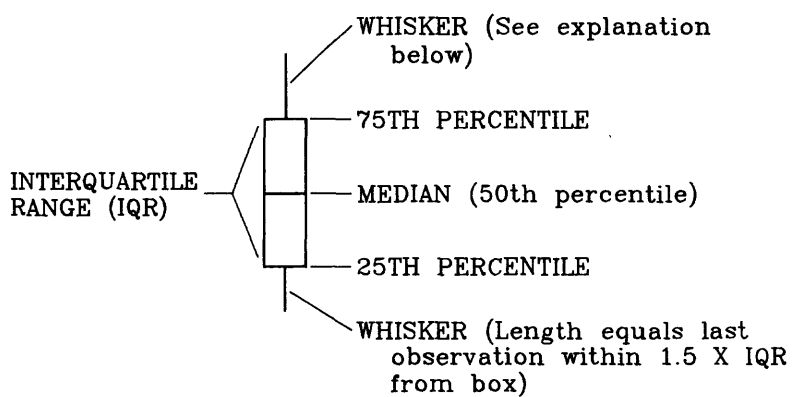 WHISKER (See explanation
below)
75TH PERCENTILE
INTERQUARTILE
RANGE (IQR)
MEDIAN (50th percentile)
25TH PERCENTILE
WHISKER (Length equals last
observation within 1.5 X IQR
from box)